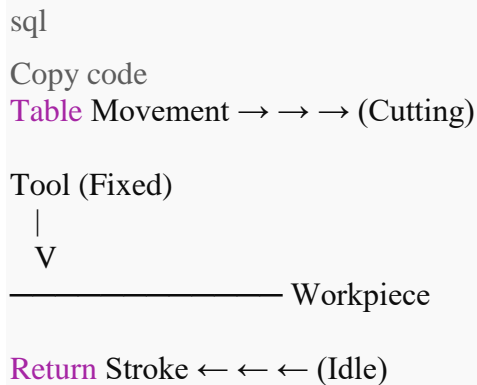 sql
Copy code
Table Movement → → → (Cutting)
Tool (Fixed)
|
V
──────────────── Workpiece
Return Stroke ← ← ← (Idle)